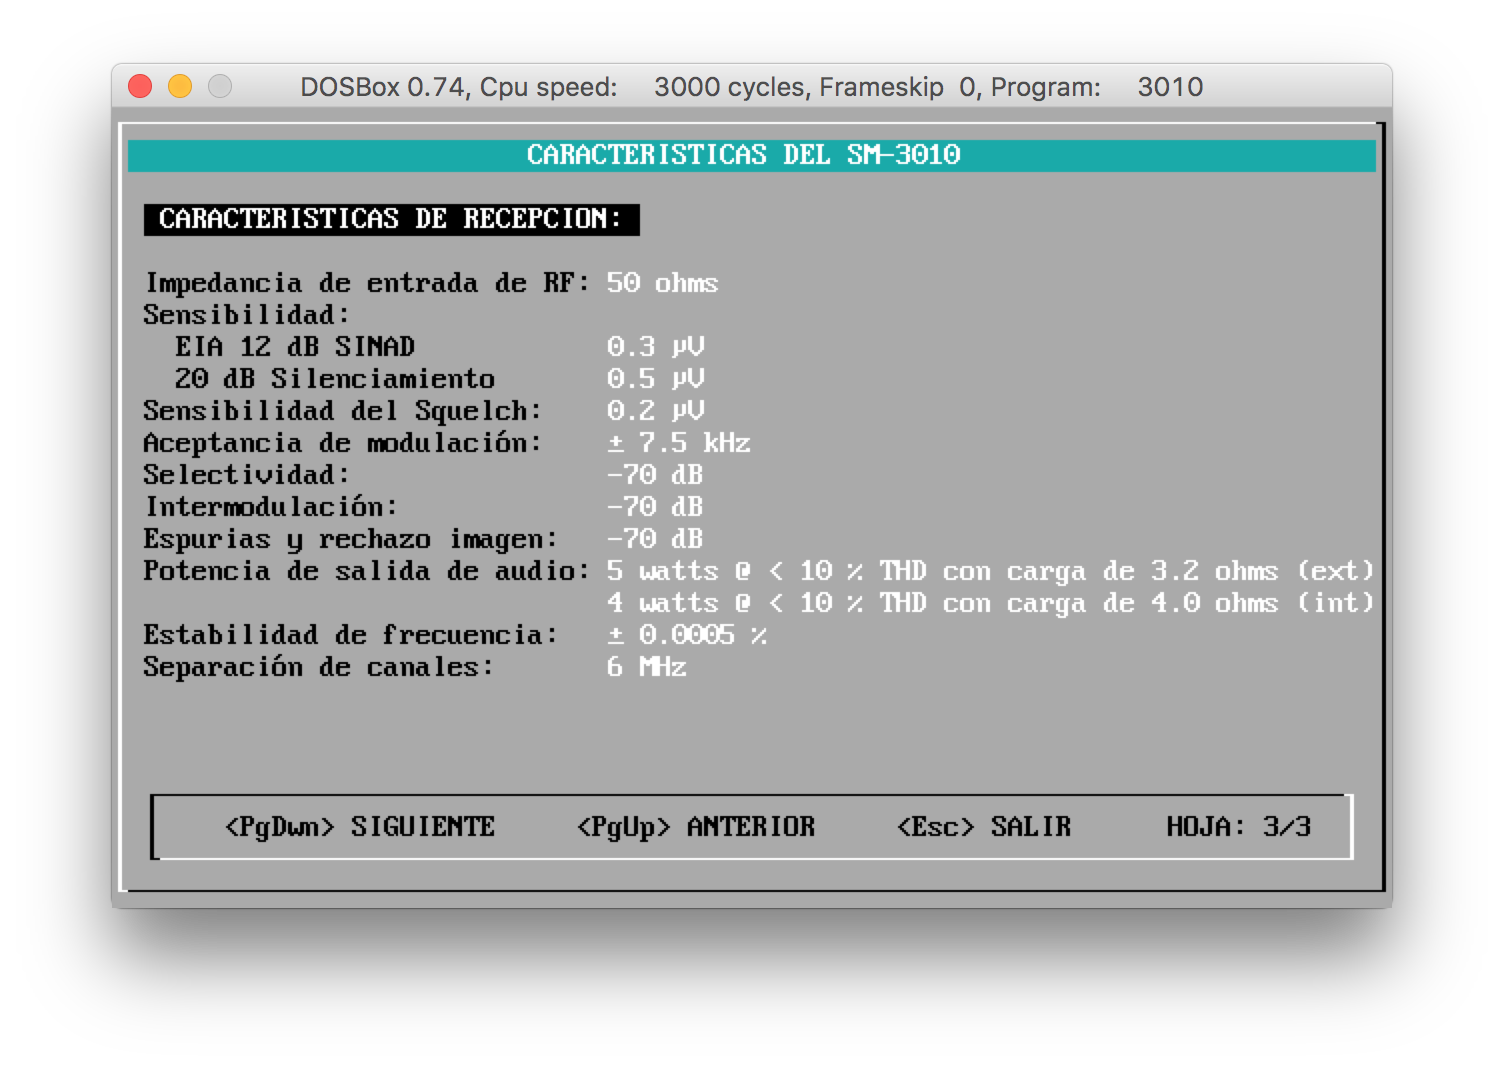 DOSBox 0.74, Cpu speed: 3000 cycles, Frameskip 0, Program: 3010
CARACTERISTICAS DEL SM-3010
CARACTERISTICAS DE RECEPCION:
Impedancia de entrada de RF: 50 ohms
Sensibilidad:
EIA 12 dB SINAD 0.3 µV
20 dB Silenciamiento 0.5 µV
Sensibilidad del Squelch: 0.2 µV
Aceptancia de modulación: ± 7.5 kHz
Selectividad: -70 dB
Intermodulación: -70 dB
Espurias y rechazo imagen: -70 dB
Potencia de salida de audio: 5 watts @ < 10 % THD con carga de 3.2 ohms (ext)
4 watts @ < 10 % THD con carga de 4.0 ohms (int)
Estabilidad de frecuencia: ± 0.0005 %
Separación de canales: 6 MHz
<PgDwn> SIGUIENTE <PgUp> ANTERIOR <Esc> SALIR HOJA: 3/3